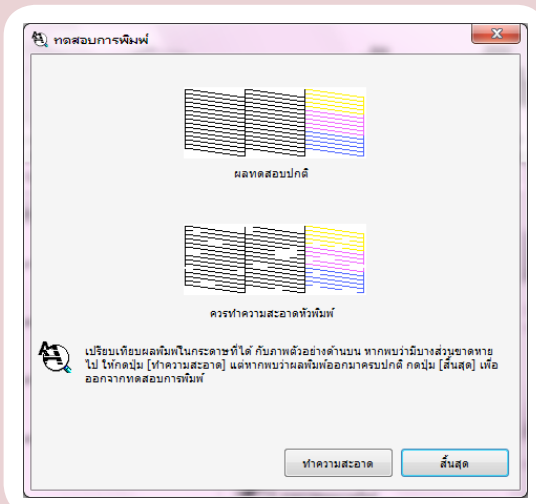 ทดสอบการพิมพ์
ผลทดสอบปกติ
ควรทำความสะอาดหัวพิมพ์
เปรียบเทียบผลพิมพ์ในกระดาษที่ได้ กับภาพตัวอย่างด้านบน หากพบว่ามีบางส่วนขาดหาย
ไป ให้กดปุ่ม [ทำความสะอาด] แต่หากพบว่าผลพิมพ์ออกมาครบปกติ กดปุ่ม [สิ้นสุด] เพื่อ
ออกจากทดสอบการพิมพ์
ทำความสะอาด
สิ้นสุด